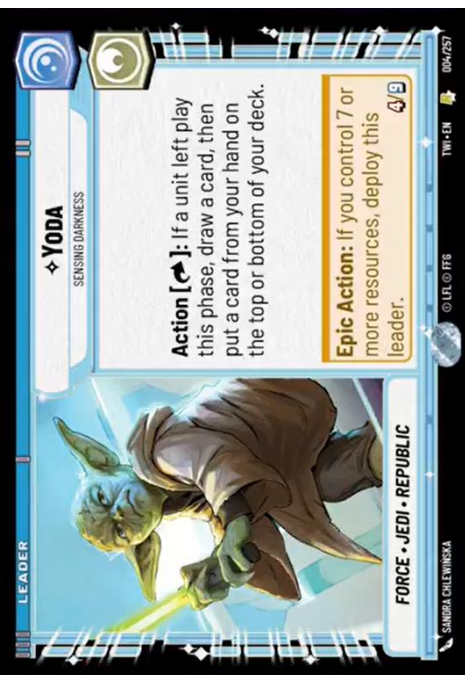 LEADER
✧YODA
SENSING DARKNESS
Action [↷]: If a unit left play
this phase, draw a card, then
put a card from your hand on
the top or bottom of your deck.
Epic Action: If you control 7 or
more resources, deploy this
leader.
4/9
FORCE • JEDI • REPUBLIC
SANDRA CHLEWIŃSKA
© LFL © FFG
TWI • EN
R
004/257